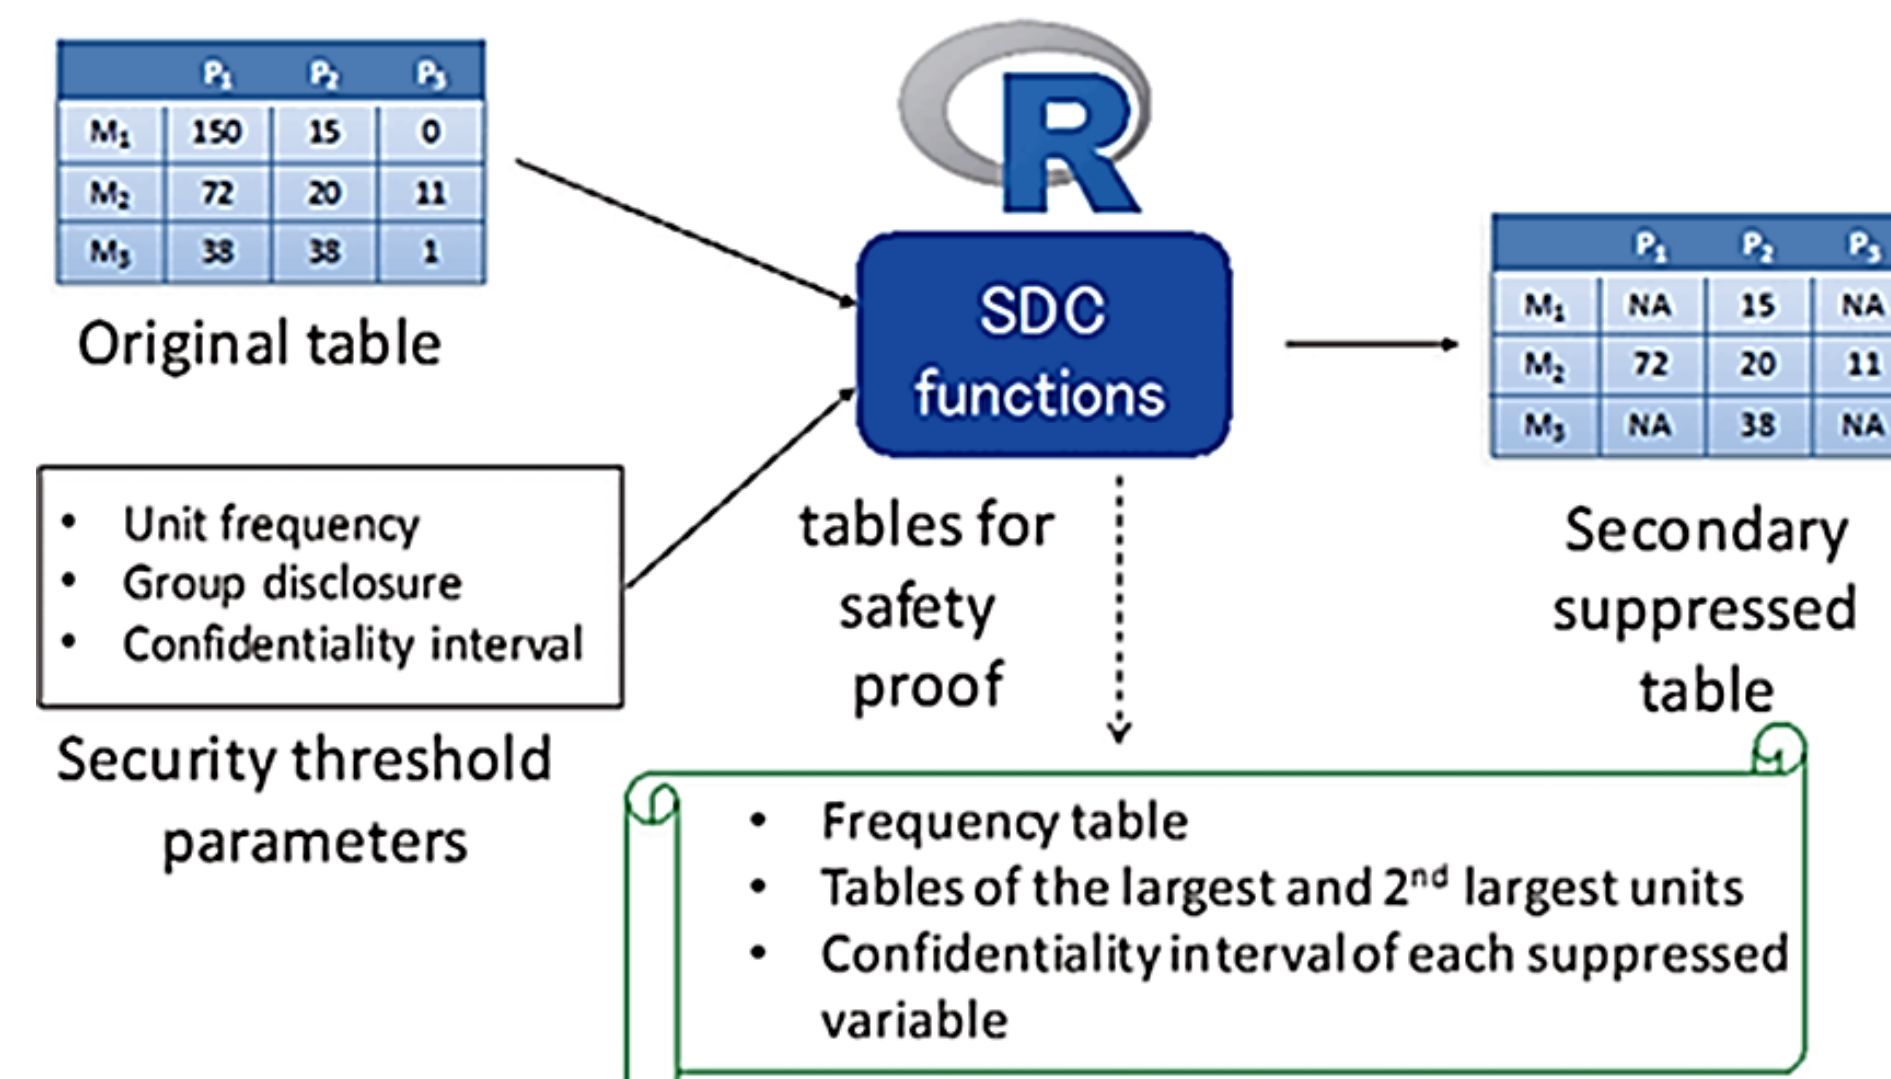 P₁ P₂ P₃
M₁ 150 15 0
M₂ 72 20 11
M₃ 38 38 1
Original table
• Unit frequency
• Group disclosure
• Confidentiality interval
Security threshold
parameters
R
SDC
functions
tables for
safety
proof
P₁ P₂ P₃
M₁ NA 15 NA
M₂ 72 20 11
M₃ NA 38 NA
Secondary
suppressed
table
• Frequency table
• Tables of the largest and 2ⁿᵈ largest units
• Confidentiality interval of each suppressed
variable